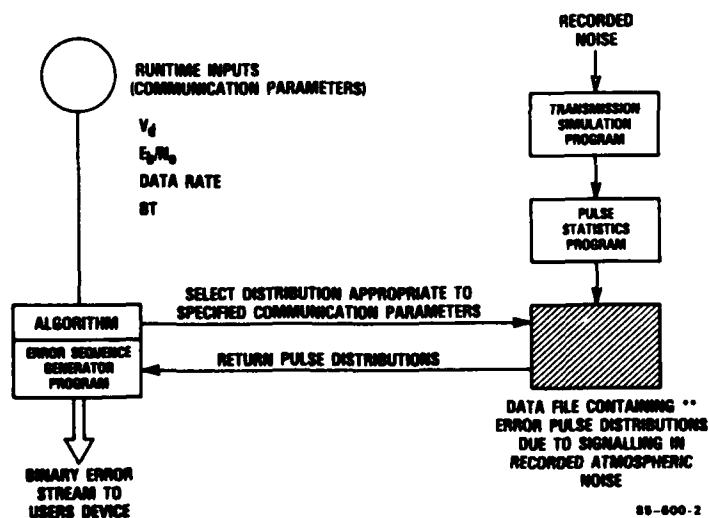 RECORDED
NOISE
RUNTIME INPUTS
(COMMUNICATION PARAMETERS)
V_d
E_b/N_o
DATA RATE
BT
TRANSMISSION
SIMULATION
PROGRAM
PULSE
STATISTICS
PROGRAM
SELECT DISTRIBUTION APPROPRIATE TO
SPECIFIED COMMUNICATION PARAMETERS
ALGORITHM
ERROR SEQUENCE
GENERATOR
PROGRAM
RETURN PULSE DISTRIBUTIONS
DATA FILE CONTAINING **
ERROR PULSE DISTRIBUTIONS
DUE TO SIGNALLING IN
RECORDED ATMOSPHERIC
NOISE
BINARY ERROR
STREAM TO
USERS DEVICE
85-600-2